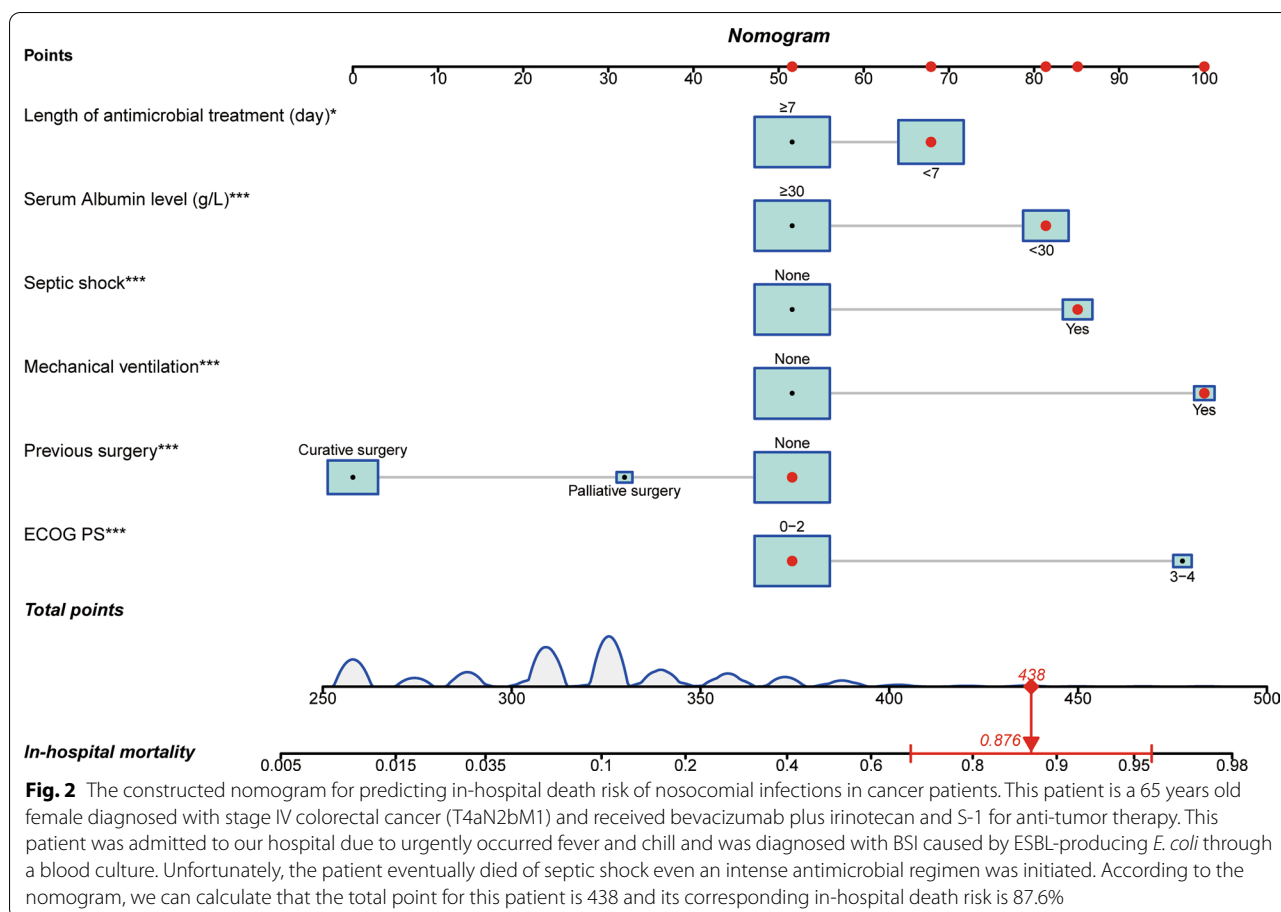 Nomogram
Points
0 10 20 30 40 50 60 70 80 90 100
Length of antimicrobial treatment (day)*
≥7
<7
Serum Albumin level (g/L)***
≥30
<30
Septic shock***
None
Yes
Mechanical ventilation***
None
Yes
Previous surgery***
Curative surgery
Palliative surgery
None
ECOG PS***
0−2
3−4
Total points
438
250 300 350 400 450 500
0.876
In-hospital mortality
0.005 0.015 0.035 0.1 0.2 0.4 0.6 0.8 0.9 0.95 0.98
Fig. 2 The constructed nomogram for predicting in-hospital death risk of nosocomial infections in cancer patients. This patient is a 65 years old
female diagnosed with stage IV colorectal cancer (T4aN2bM1) and received bevacizumab plus irinotecan and S-1 for anti-tumor therapy. This
patient was admitted to our hospital due to urgently occurred fever and chill and was diagnosed with BSI caused by ESBL-producing E. coli through
a blood culture. Unfortunately, the patient eventually died of septic shock even an intense antimicrobial regimen was initiated. According to the
nomogram, we can calculate that the total point for this patient is 438 and its corresponding in-hospital death risk is 87.6%